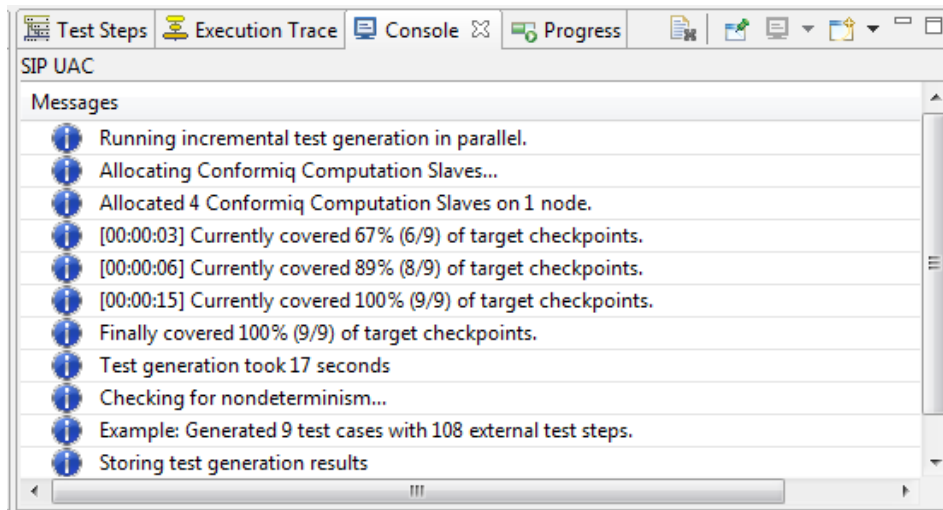 Test Steps Execution Trace Console Progress
SIP UAC
Messages
Running incremental test generation in parallel.
Allocating Conformiq Computation Slaves...
Allocated 4 Conformiq Computation Slaves on 1 node.
[00:00:03] Currently covered 67% (6/9) of target checkpoints.
[00:00:06] Currently covered 89% (8/9) of target checkpoints.
[00:00:15] Currently covered 100% (9/9) of target checkpoints.
Finally covered 100% (9/9) of target checkpoints.
Test generation took 17 seconds
Checking for nondeterminism...
Example: Generated 9 test cases with 108 external test steps.
Storing test generation results